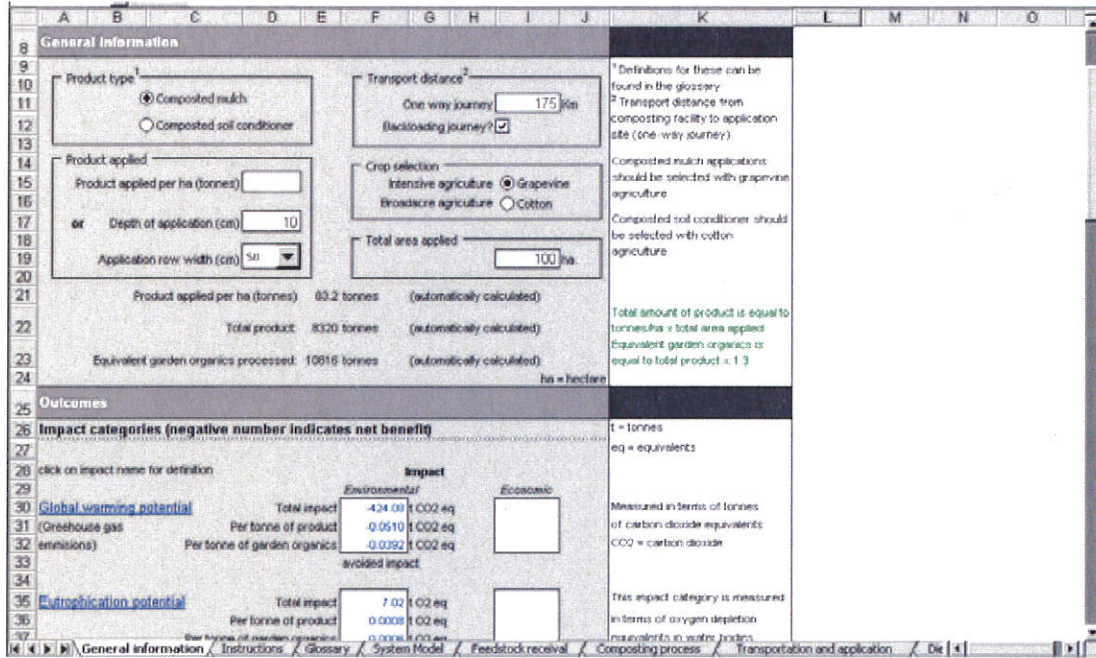 A B C D E F G H I J K L M N O
8 General Information
9 Product type1 Transport distance2 1 Definitions for these can be
10 Composted mulch found in the glossary
11 One way journey 175 Km 2 Transport distance from
12 Composted soil conditioner Backloading journey? composting facility to application
13 site (one-way journey)
14 Product applied Crop selection Composted mulch applications
15 Product applied per ha (tonnes) Intensive agriculture Grapevine should be selected with grapevine
16 Broadacre agriculture Cotton agriculture
17 or Depth of application (cm) 10 Composted soil conditioner should
18 Total area applied be selected with cotton
19 Application row width (cm) 50 100 ha. agriculture
20
21 Product applied per ha (tonnes) 83.2 tonnes (automatically calculated)
Total amount of product is equal to
22 Total product: 8320 tonnes (automatically calculated) tonnes/ha x total area applied
Equivalent garden organics is
23 Equivalent garden organics processed: 10816 tonnes (automatically calculated) equal to total product x 1.3
24 ha = hectare
25 Outcomes
26 Impact categories (negative number indicates net benefit) t = tonnes
27 eq = equivalents
28 click on impact name for definition Impact
29 Environmental Economic
30 Global warming potential Total impact -424.08 t CO2 eq Measured in terms of tonnes
31 (Greehouse gas Per tonne of product -0.0510 t CO2 eq of carbon dioxide equivalents
32 emmisions) Per tonne of garden organics -0.0392 t CO2 eq CO2 = carbon dioxide
33 avoided impact
34
35 Eutrophication potential Total impact 7.02 t O2 eq This impact category is measured
36 Per tonne of product 0.0008 t O2 eq in terms of oxygen depletion
37 Per tonne of garden organics 0.0006 t O2 eq equivalents in water bodies
General information Instructions Glossary System Model Feedstock receival Composting process Transportation and application